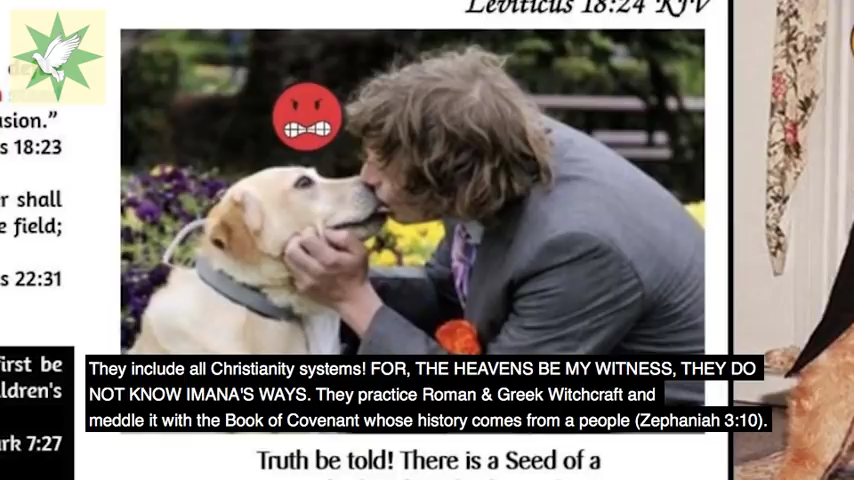 Leviticus 18:24 KJV
usion.”
s 18:23
r shall
e field;
s 22:31
first be
ldren's
rk 7:27
They include all Christianity systems! FOR, THE HEAVENS BE MY WITNESS, THEY DO
NOT KNOW IMANA'S WAYS. They practice Roman & Greek Witchcraft and
meddle it with the Book of Covenant whose history comes from a people (Zephaniah 3:10).
Truth be told! There is a Seed of a